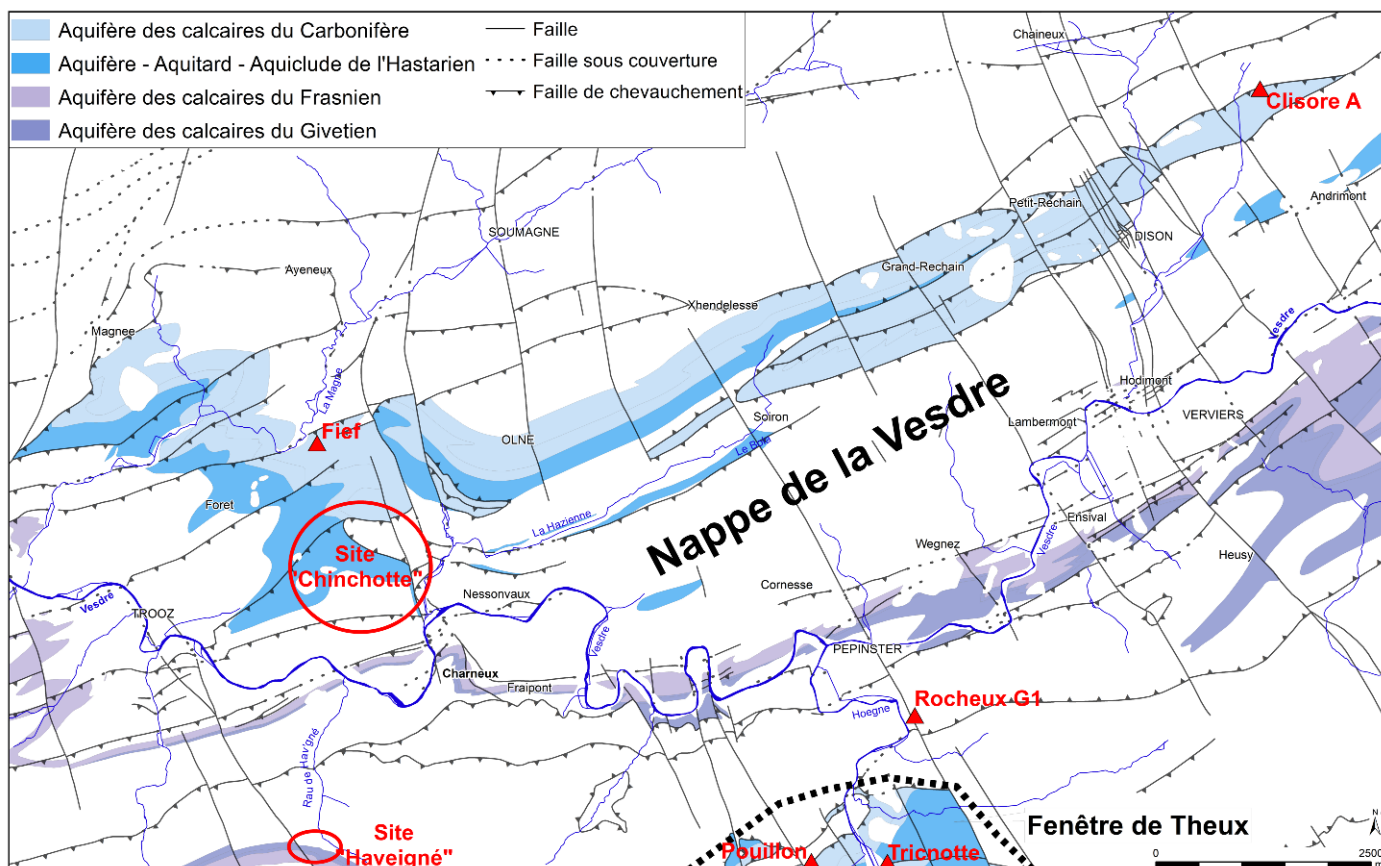 Aquifère des calcaires du Carbonifère
Aquifère - Aquitard - Aquiclude de l'Hastarien
Aquifère des calcaires du Frasnien
Aquifère des calcaires du Givetien
Faille
Faille sous couverture
Faille de chevauchement
Chaineux
Clisore A
Andrimont
Petit-Rechain
DISON
SOUMAGNE
Ayeneux
Grand-Rechain
Xhendelesse
Magnee
La Magne
Vesdre
Hodimont
VERVIERS
Lambermont
Soiron
Fief
OLNE
Le Bola
Nappe de la Vesdre
Foret
La Hazienne
Ensival
Wegnez
Vesdre
Heusy
Site
"Chinchotte"
Cornesse
Nessonvaux
Vesdre
TROOZ
Vesdre
PEPINSTER
Charneux
Fraipont
Rocheux G1
Hoegne
Rau de Hav'gné
Fenêtre de Theux
Site
"Haveigné"
Pouillon
Tricnotte
N
0
2500
m